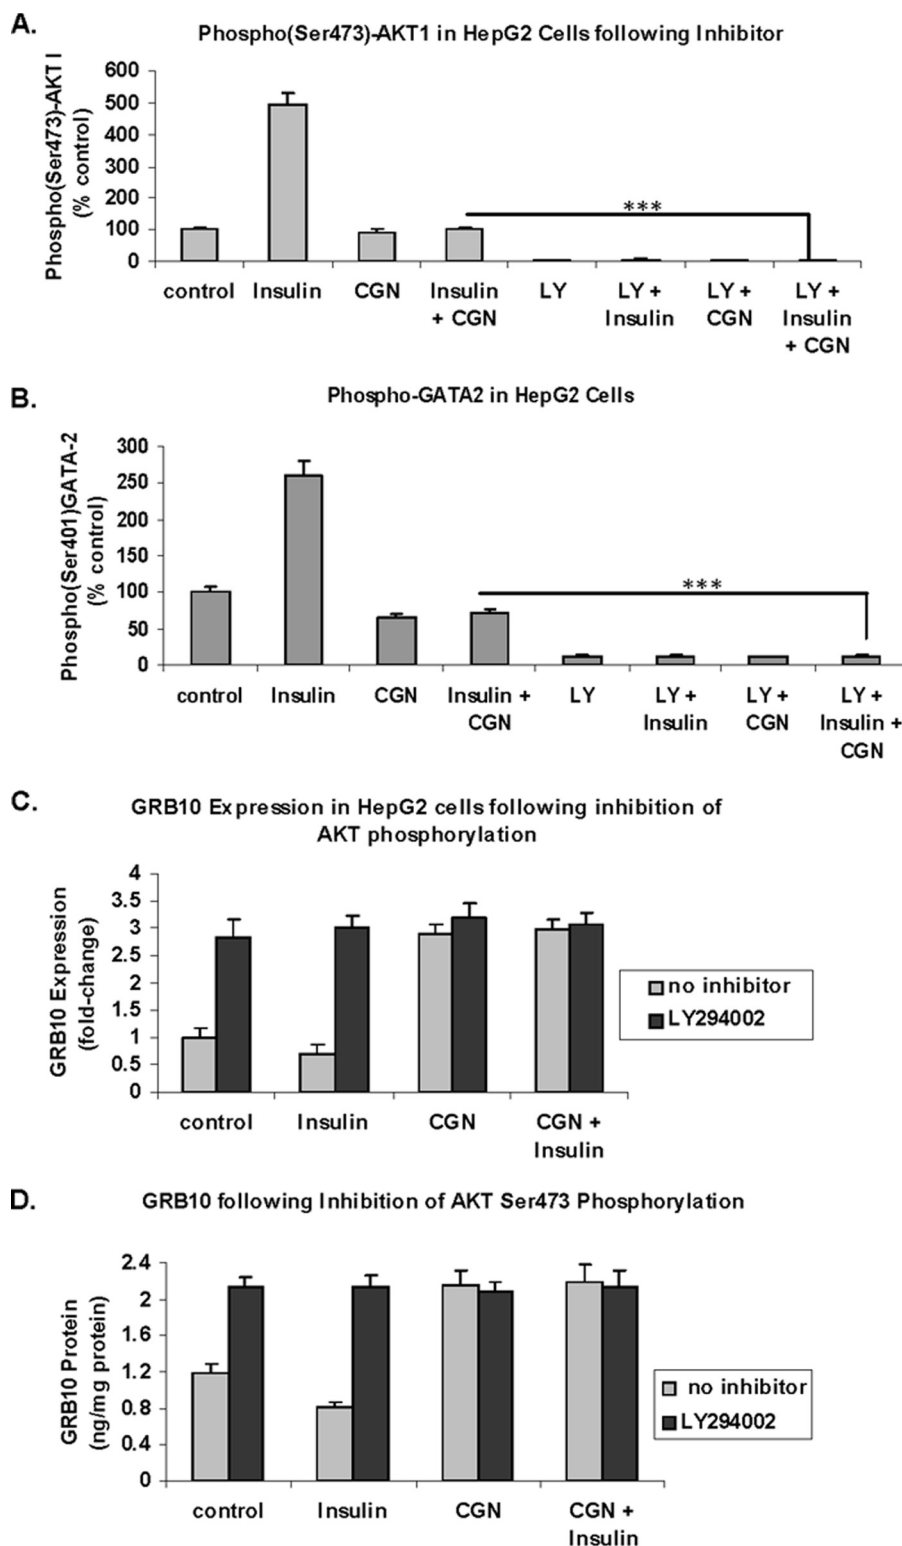 A.
Phospho(Ser473)-AKT1 in HepG2 Cells following Inhibitor
Phospho(Ser473)-AKT I
(% control)
600
500
400
300
200
100
0
***
control Insulin CGN Insulin LY LY + LY + LY +
+ CGN Insulin CGN Insulin
+ CGN
B.
Phospho-GATA2 in HepG2 Cells
Phospho(Ser401)GATA-2
(% control)
300
250
200
150
100
50
0
***
control Insulin CGN Insulin + LY LY + LY + LY +
CGN Insulin CGN Insulin +
CGN
C.
GRB10 Expression in HepG2 cells following inhibition of
AKT phosphorylation
GRB10 Expression
(fold-change)
4
3.5
3
2.5
2
1.5
1
0.5
0
no inhibitor
LY294002
control Insulin CGN CGN +
Insulin
D.
GRB10 following Inhibition of AKT Ser473 Phosphorylation
GRB10 Protein
(ng/mg protein)
2.4
2
1.6
1.2
0.8
0.4
0
no inhibitor
LY294002
control Insulin CGN CGN +
Insulin